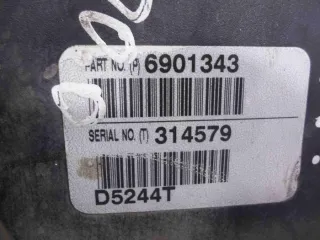 PART NO. (P) 6901343
SERIAL NO. (T) 314579
D5244T